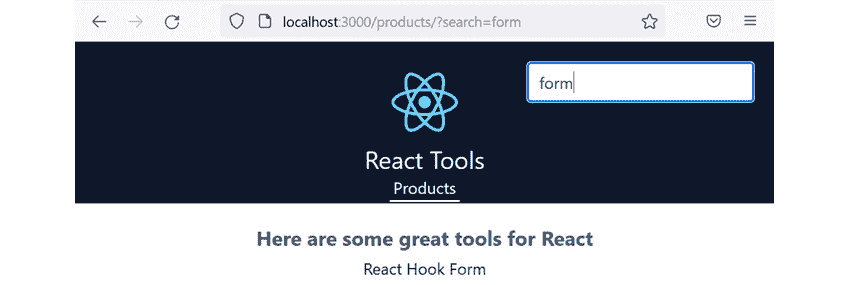 localhost:3000/products/?search=form
form
React Tools
Products
Here are some great tools for React
React Hook Form